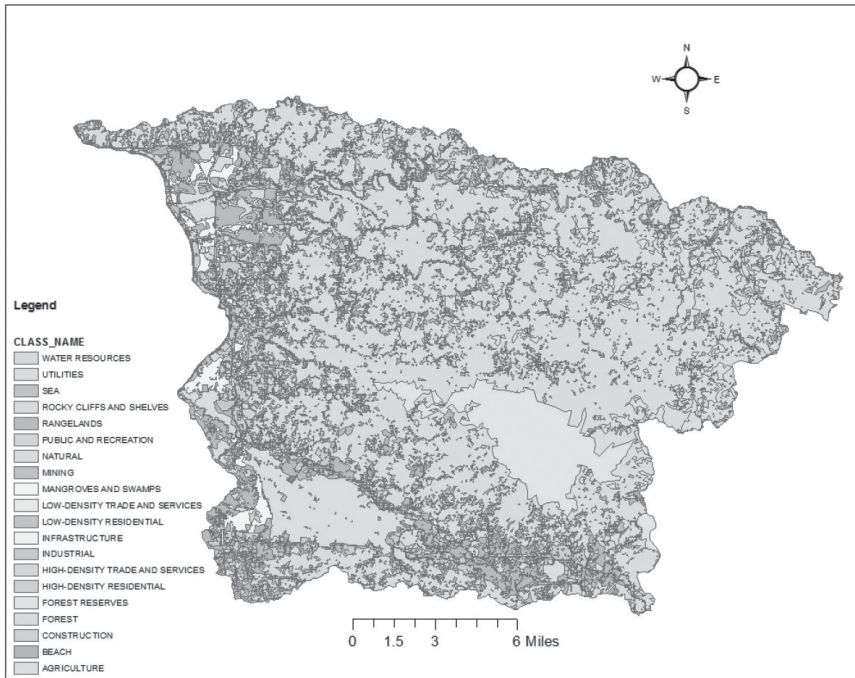 N
W E
S
Legend
CLASS_NAME
WATER RESOURCES
UTILITIES
SEA
ROCKY CLIFFS AND SHELVES
RANGELANDS
PUBLIC AND RECREATION
NATURAL
MINING
MANGROVES AND SWAMPS
LOW-DENSITY TRADE AND SERVICES
LOW-DENSITY RESIDENTIAL
INFRASTRUCTURE
INDUSTRIAL
HIGH-DENSITY TRADE AND SERVICES
HIGH-DENSITY RESIDENTIAL
FOREST RESERVES
FOREST
CONSTRUCTION
BEACH
AGRICULTURE
0 1.5 3 6 Miles